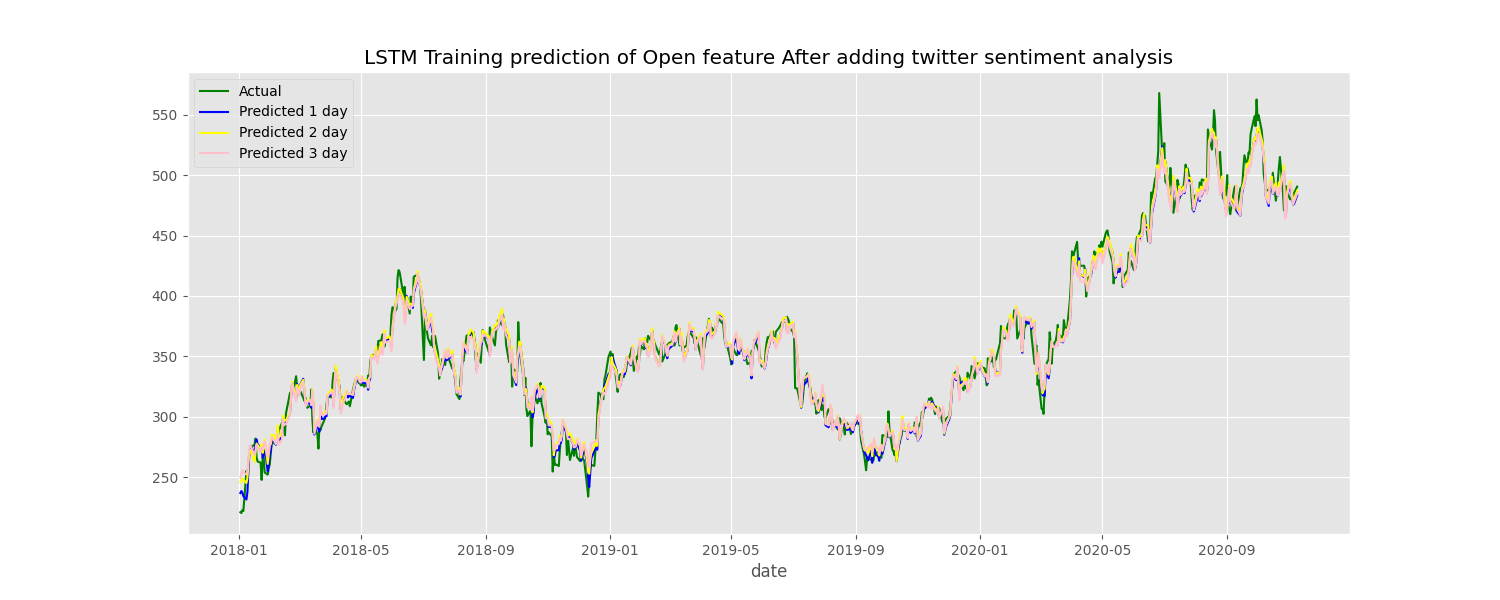 LSTM Training prediction of Open feature After adding twitter sentiment analysis
Actual
Predicted 1 day
Predicted 2 day
Predicted 3 day
550
500
450
400
350
300
250
2018-01 2018-05 2018-09 2019-01 2019-05 2019-09 2020-01 2020-05 2020-09
date